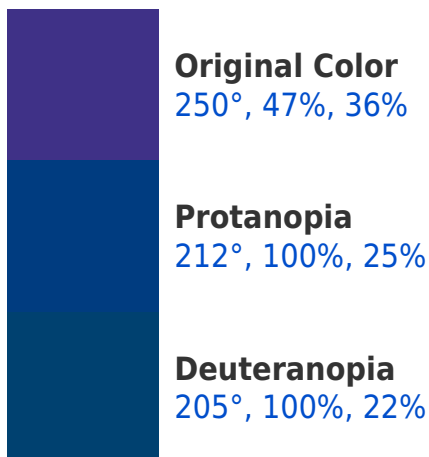 Original Color
250°, 47%, 36%
Protanopia
212°, 100%, 25%
Deuteranopia
205°, 100%, 22%